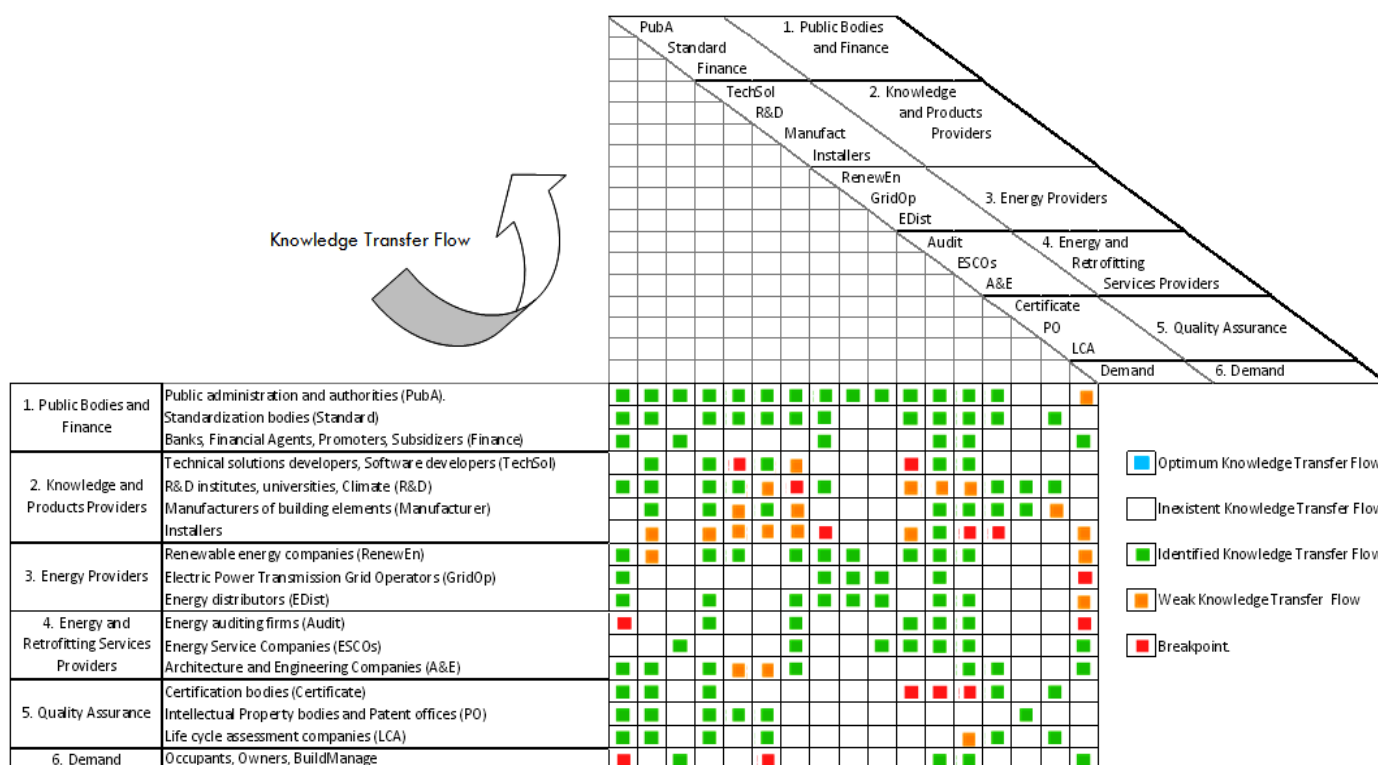 PubA
1. Public Bodies
Standard
and Finance
Finance
TechSol
2. Knowledge
R&D
and Products
Manufact
Providers
Installers
RenewEn
GridOp
3. Energy Providers
EDist
Audit
4. Energy and
ESCOs
Retrofitting
A&E
Services Providers
Certificate
PO
5. Quality Assurance
LCA
Demand
6. Demand
Knowledge Transfer Flow
1. Public Bodies and
Finance
Public administration and authorities (PubA).
Standardization bodies (Standard)
Banks, Financial Agents, Promoters, Subsidizers (Finance)
2. Knowledge and
Products Providers
Technical solutions developers, Software developers (TechSol)
R&D institutes, universities, Climate (R&D)
Manufacturers of building elements (Manufacturer)
Installers
3. Energy Providers
Renewable energy companies (RenewEn)
Electric Power Transmission Grid Operators (GridOp)
Energy distributors (EDist)
4. Energy and
Retrofitting Services
Providers
Energy auditing firms (Audit)
Energy Service Companies (ESCOs)
Architecture and Engineering Companies (A&E)
5. Quality Assurance
Certification bodies (Certificate)
Intellectual Property bodies and Patent offices (PO)
Life cycle assessment companies (LCA)
6. Demand
Occupants, Owners, BuildManage
Optimum Knowledge Transfer Flow
Inexistent Knowledge Transfer Flow
Identified Knowledge Transfer Flow
Weak Knowledge Transfer Flow
Breakpoint.